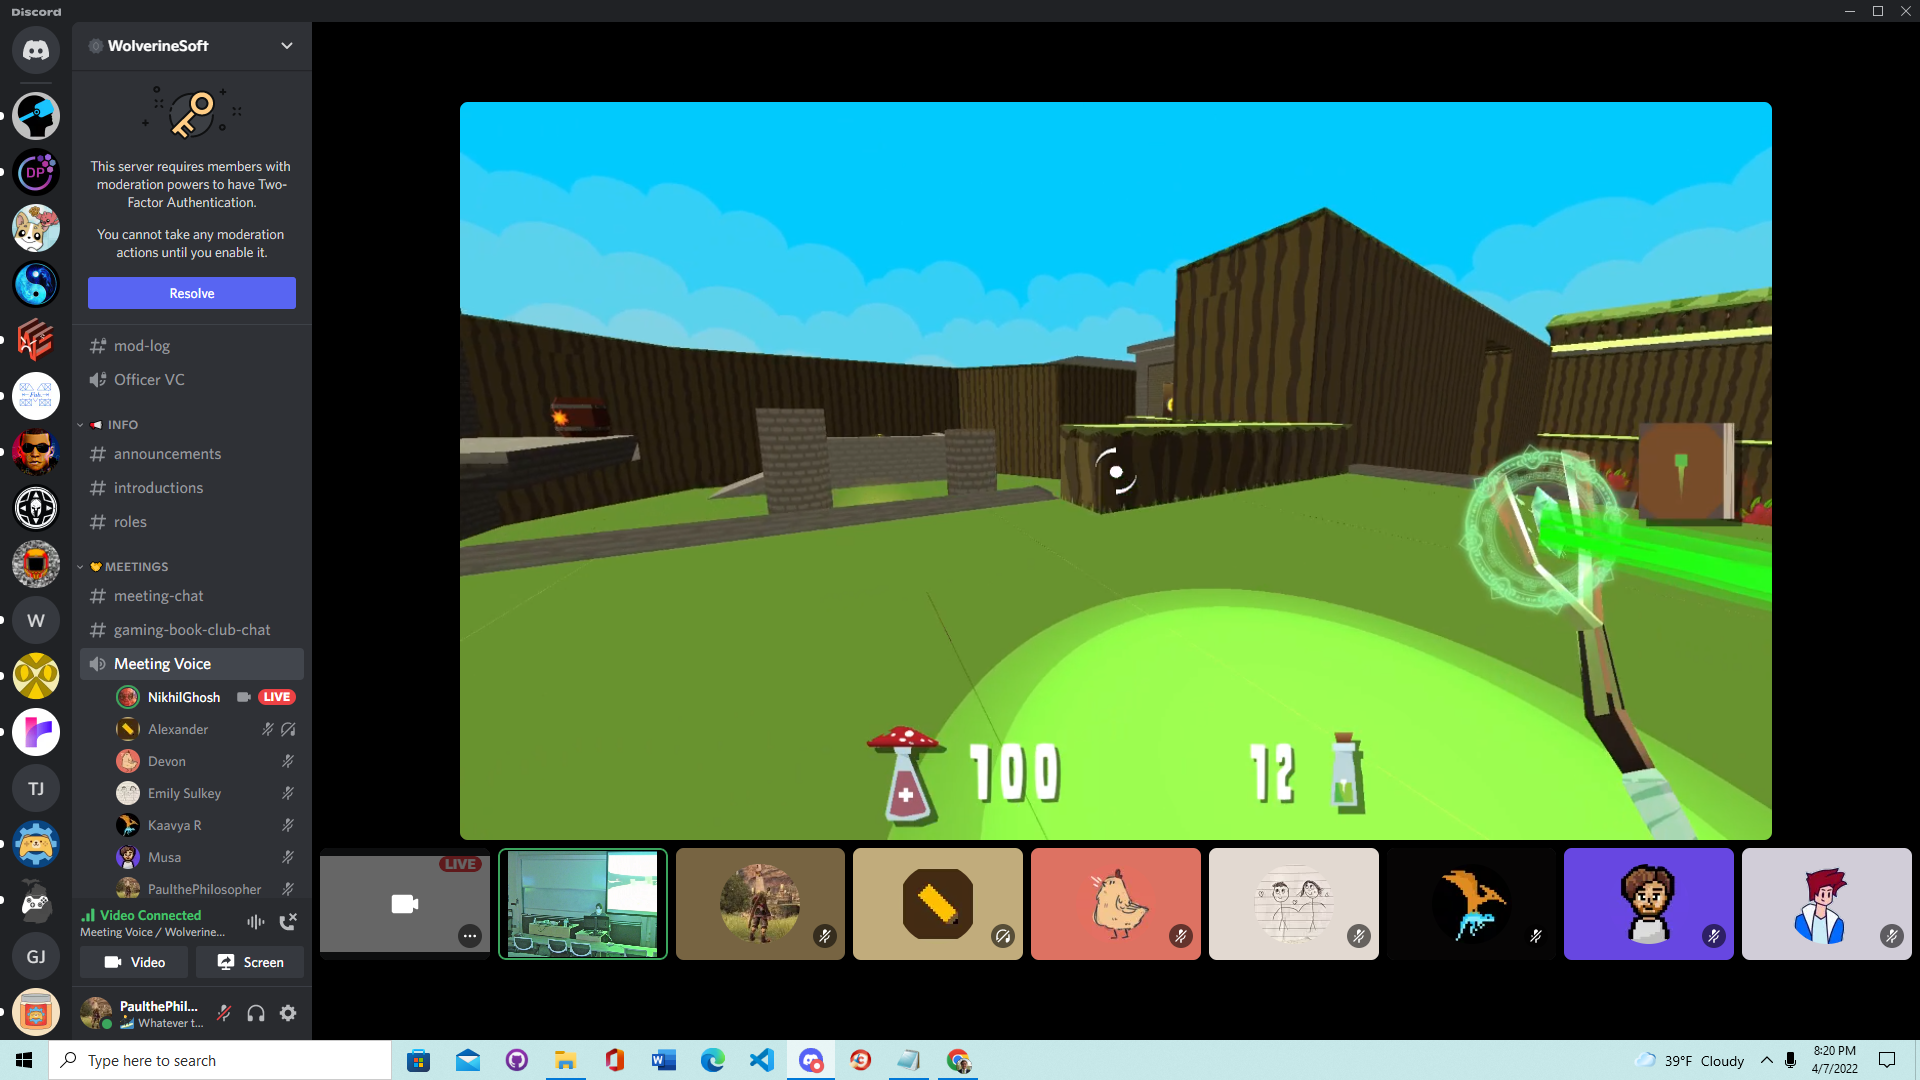 Discord
WolverineSoft
This server requires members with
moderation powers to have Two-
Factor Authentication.
You cannot take any moderation
actions until you enable it.
Resolve
mod-log
Officer VC
INFO
announcements
introductions
roles
MEETINGS
meeting-chat
gaming-book-club-chat
Meeting Voice
NikhilGhosh LIVE
Alexander
Devon
Emily Sulkey
Kaavya R
Musa
PaulthePhilosopher
Video Connected
Meeting Voice / Wolverine...
Video Screen
PaulthePhil...
Whatever t...
DP
W
TJ
GJ
100 12
LIVE
Type here to search
39°F Cloudy
8:20 PM
4/7/2022